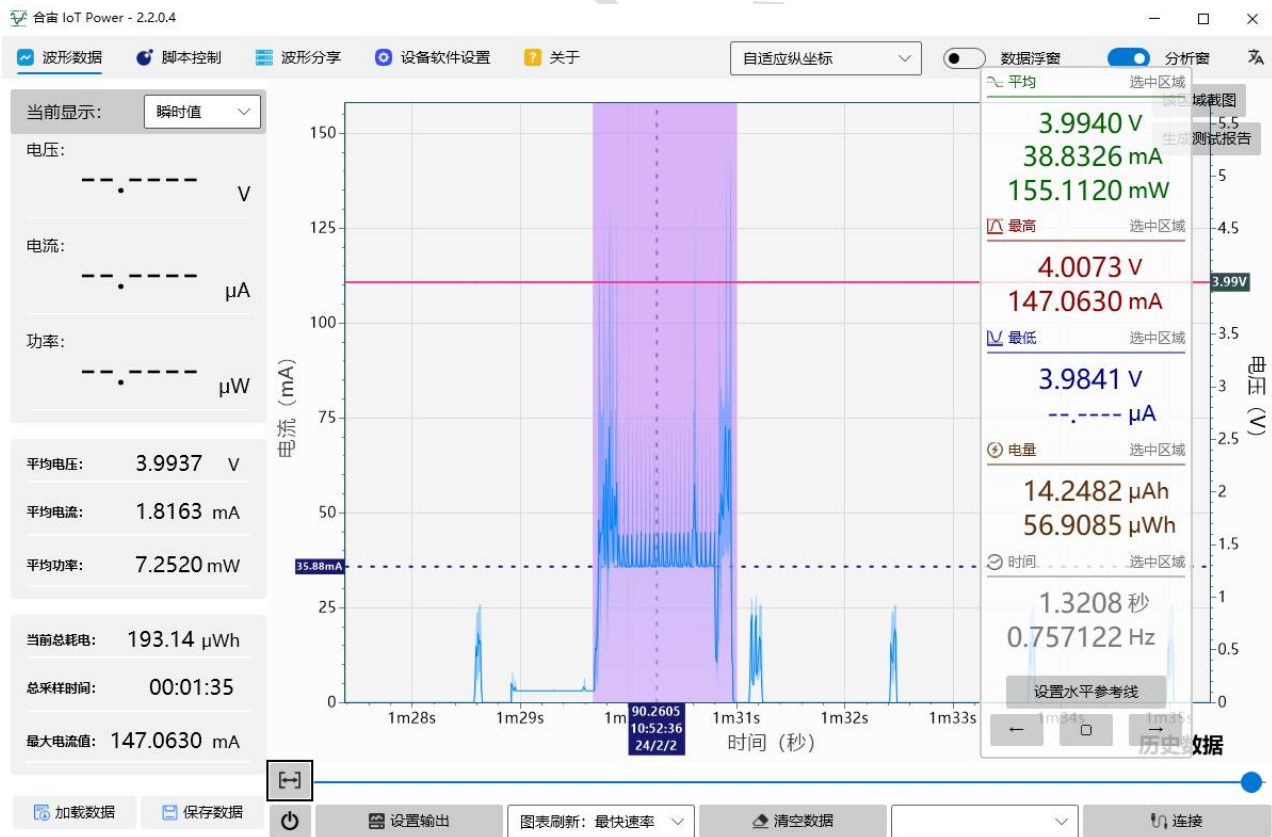 合宙 IoT Power - 2.2.0.4
波形数据 脚本控制 波形分享 设备软件设置 ? 关于 自适应纵坐标 数据浮窗 分析窗
当前显示: 瞬时值
电压:
--.---- V
电流:
--.---- μA
功率:
--.---- μW
平均电压: 3.9937 V
平均电流: 1.8163 mA
平均功率: 7.2520 mW
当前总耗电: 193.14 μWh
总采样时间: 00:01:35
最大电流值: 147.0630 mA
加载数据 保存数据
电流 (mA)
150
125
100
75
50
35.88mA
25
0
1m28s 1m29s 1m 1m31s 1m32s 1m33s 1m34s 1m35s
90.2605
10:52:36
24/2/2
时间 (秒)
历史数据
平均 选中区域
3.9940 V
38.8326 mA
155.1120 mW
最高 选中区域
4.0073 V
147.0630 mA
最低 选中区域
3.9841 V
--.---- μA
电量 选中区域
14.2482 μAh
56.9085 μWh
时间 选中区域
1.3208 秒
0.757122 Hz
设置水平参考线
区域截图
生成测试报告
5.5
5
4.5
3.99V
3.5
3
2.5
2
1.5
1
0.5
0
电压 (V)
设置输出 图表刷新: 最快速率 清空数据 连接